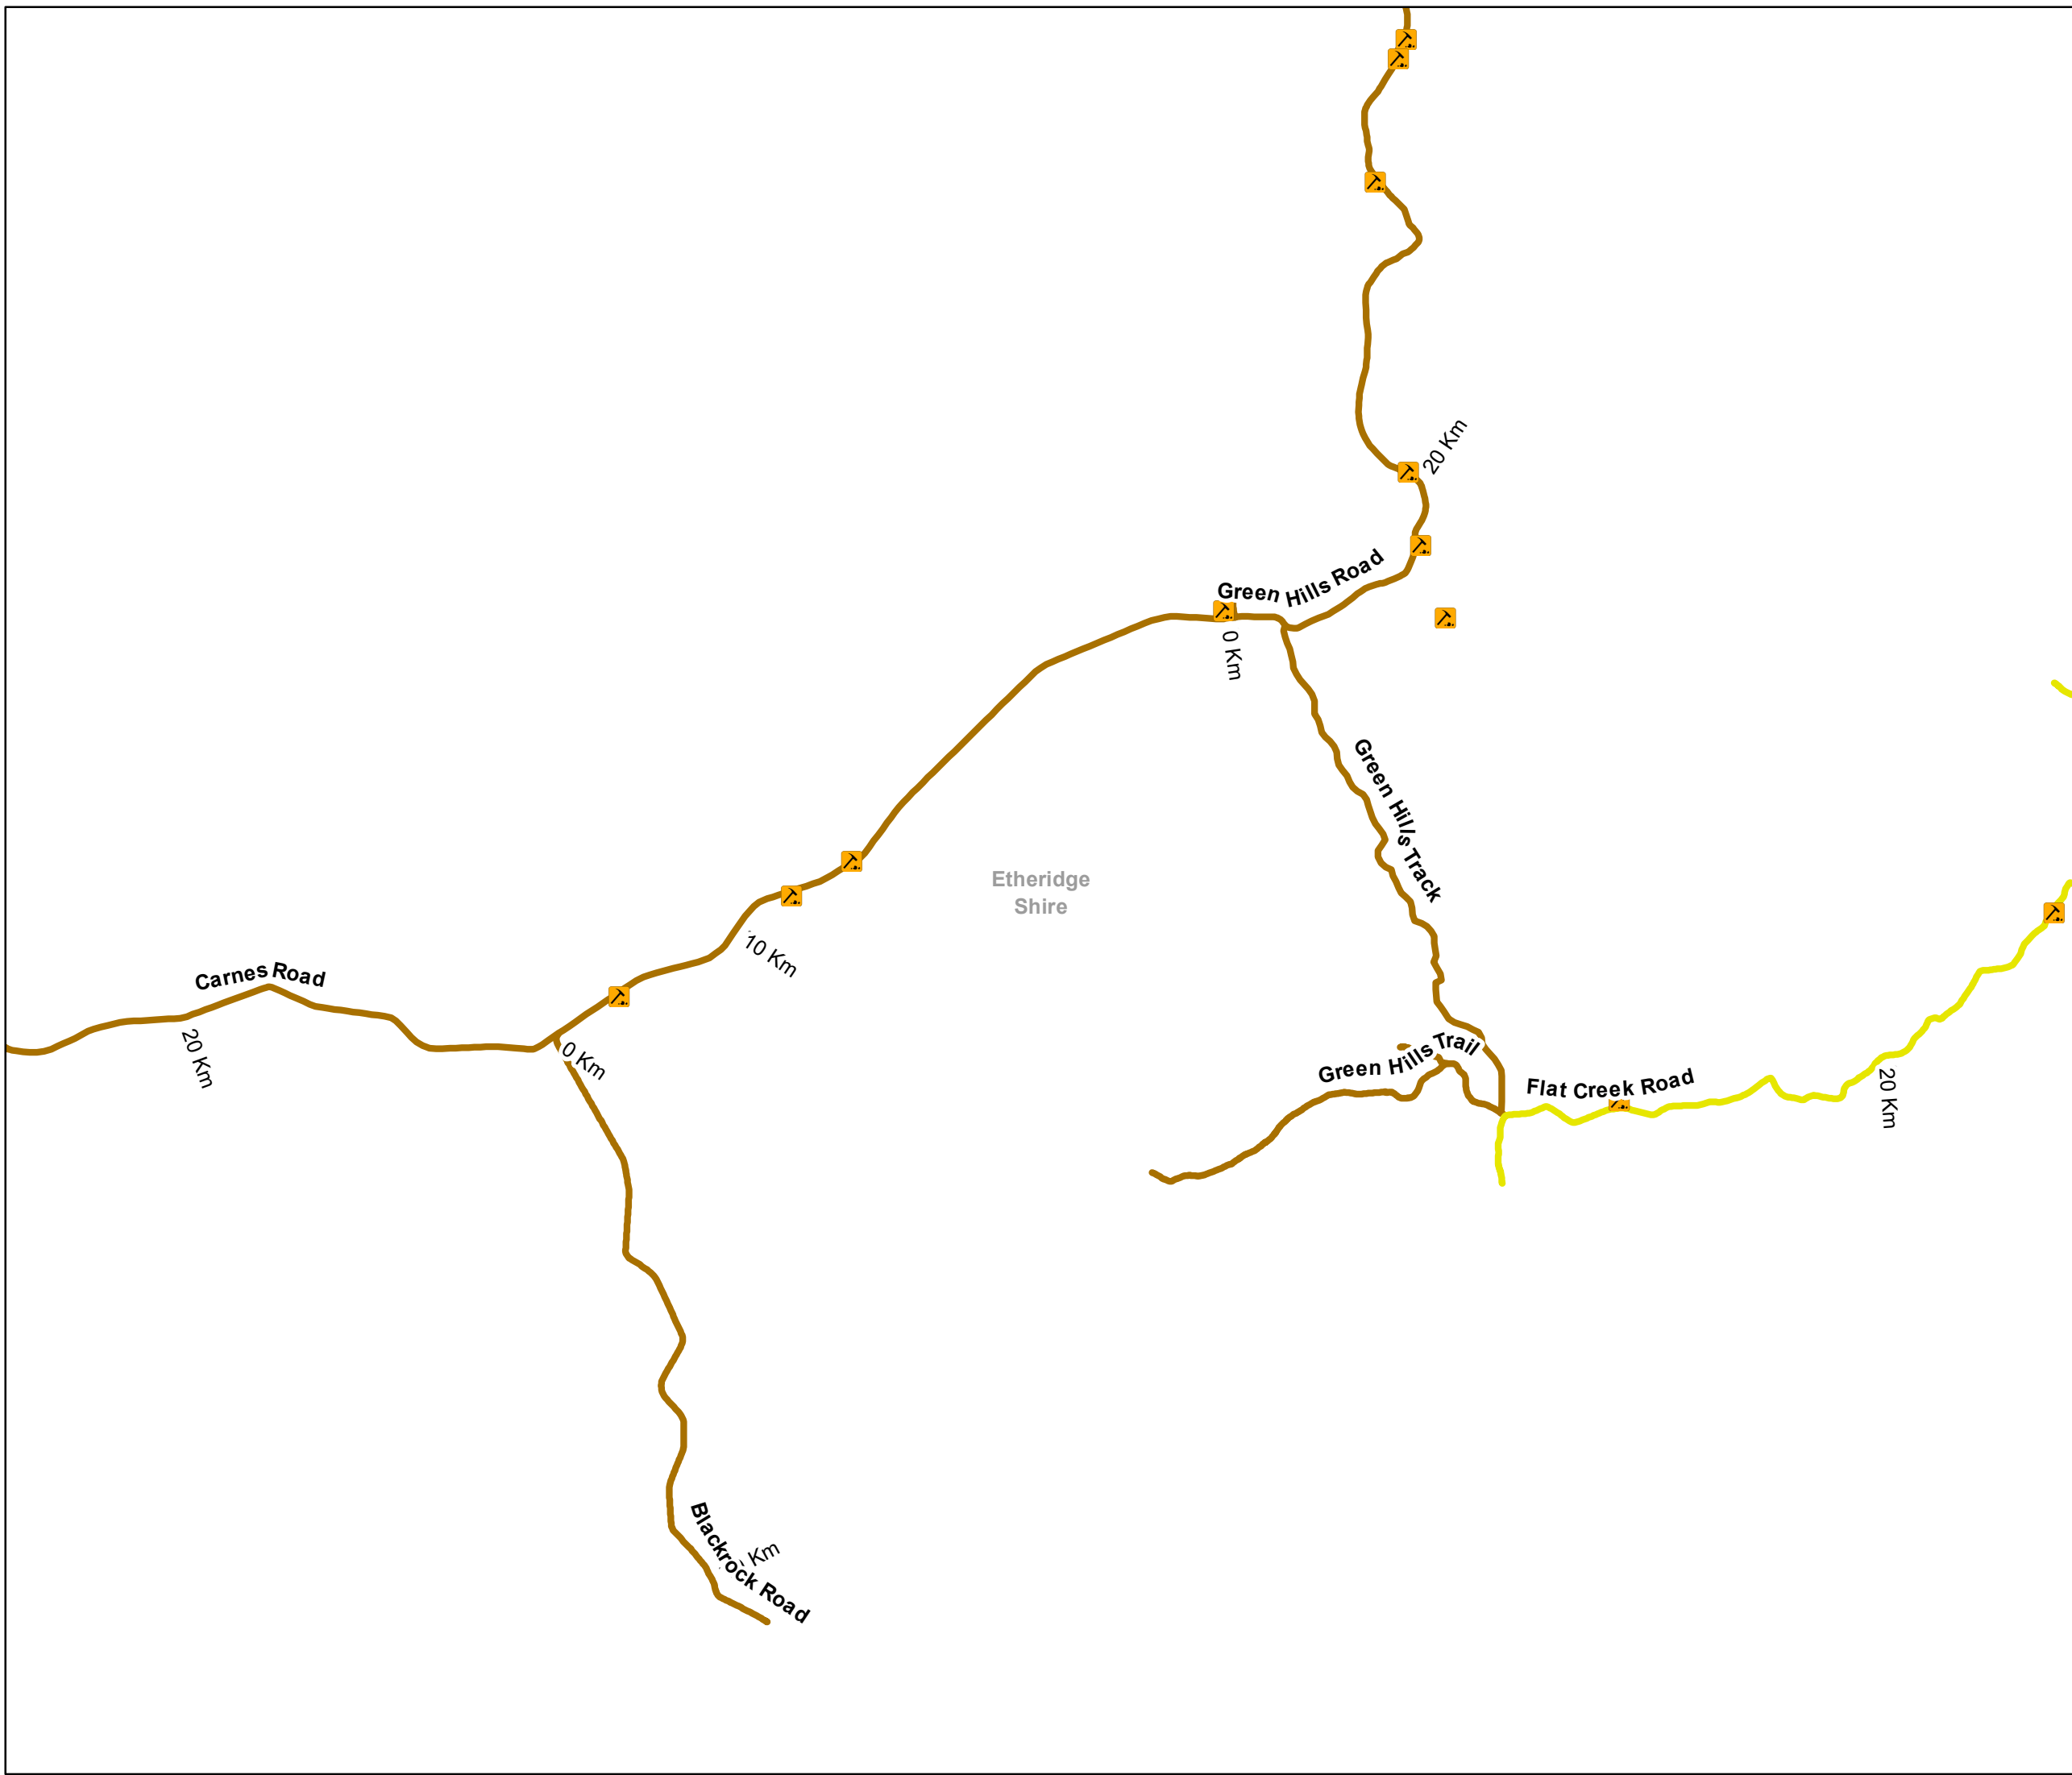 20 Km
Green Hills Road
0 Km
Green Hills Track
Etheridge
Shire
10 Km
Carnes Road
20 Km
0 Km
Green Hills Trail
Flat Creek Road
20 Km
Km
Blackrock Road